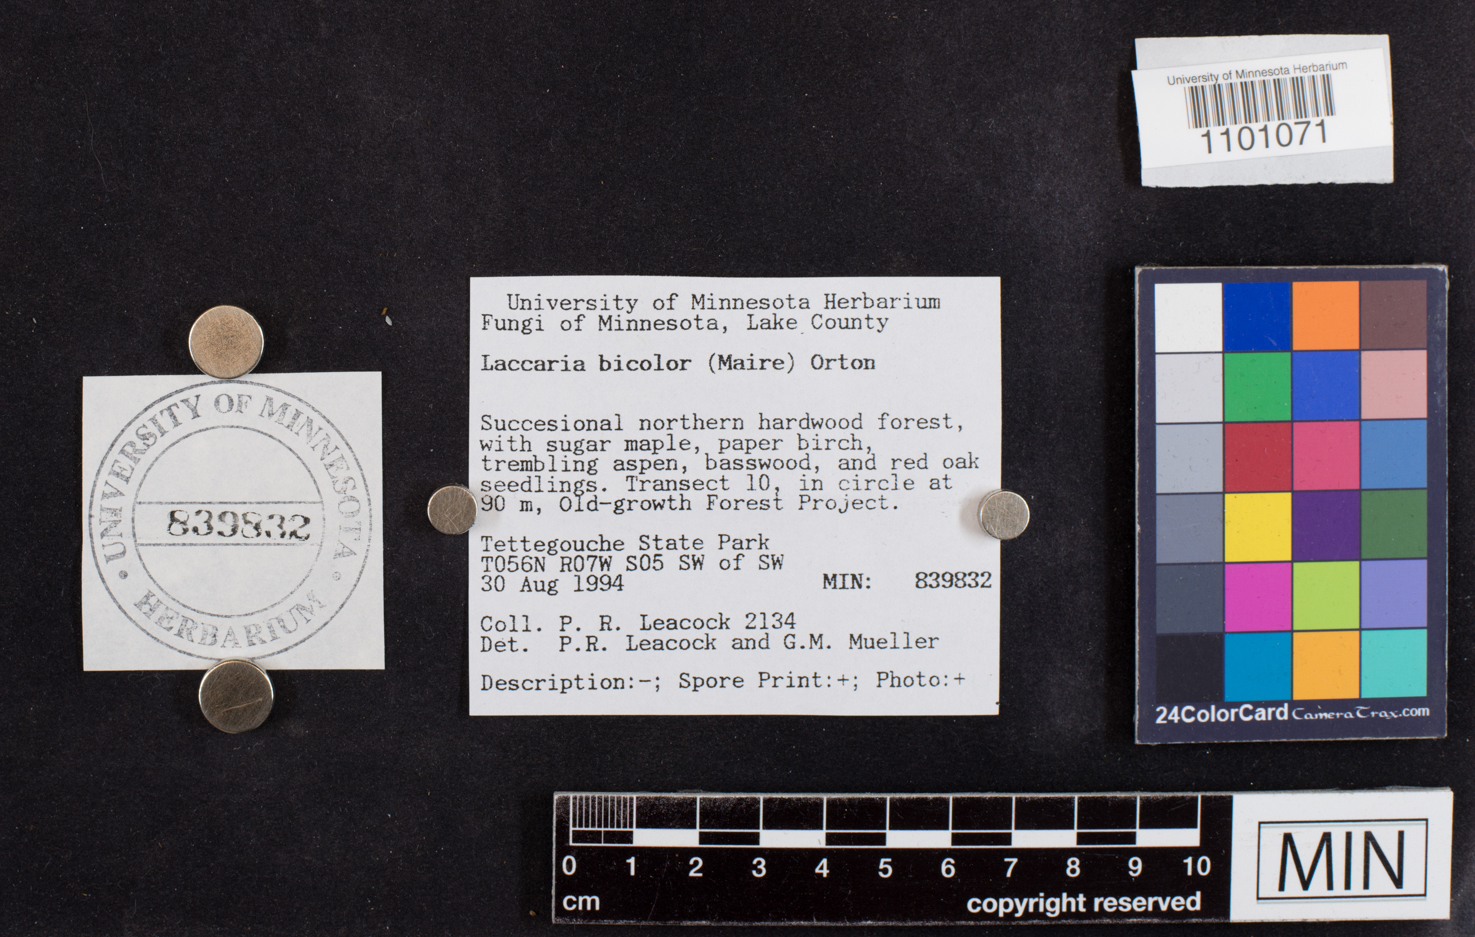 University of Minnesota Herbarium
1101071
University of Minnesota Herbarium
Fungi of Minnesota, Lake County
Laccaria bicolor (Maire) Orton
Succesional northern hardwood forest,
with sugar maple, paper birch,
trembling aspen, basswood, and red oak
seedlings. Transect 10, in circle at
90 m, Old-growth Forest Project.
Tettegouche State Park
T056N R07W S05 SW of SW
30 Aug 1994 MIN: 839832
Coll. P. R. Leacock 2134
Det. P.R. Leacock and G.M. Mueller
Description:-; Spore Print:+; Photo:+
UNIVERSITY OF MINNESOTA
839832
HERBARIUM
24ColorCard CameraTrax.com
0 1 2 3 4 5 6 7 8 9 10
cm copyright reserved
MIN